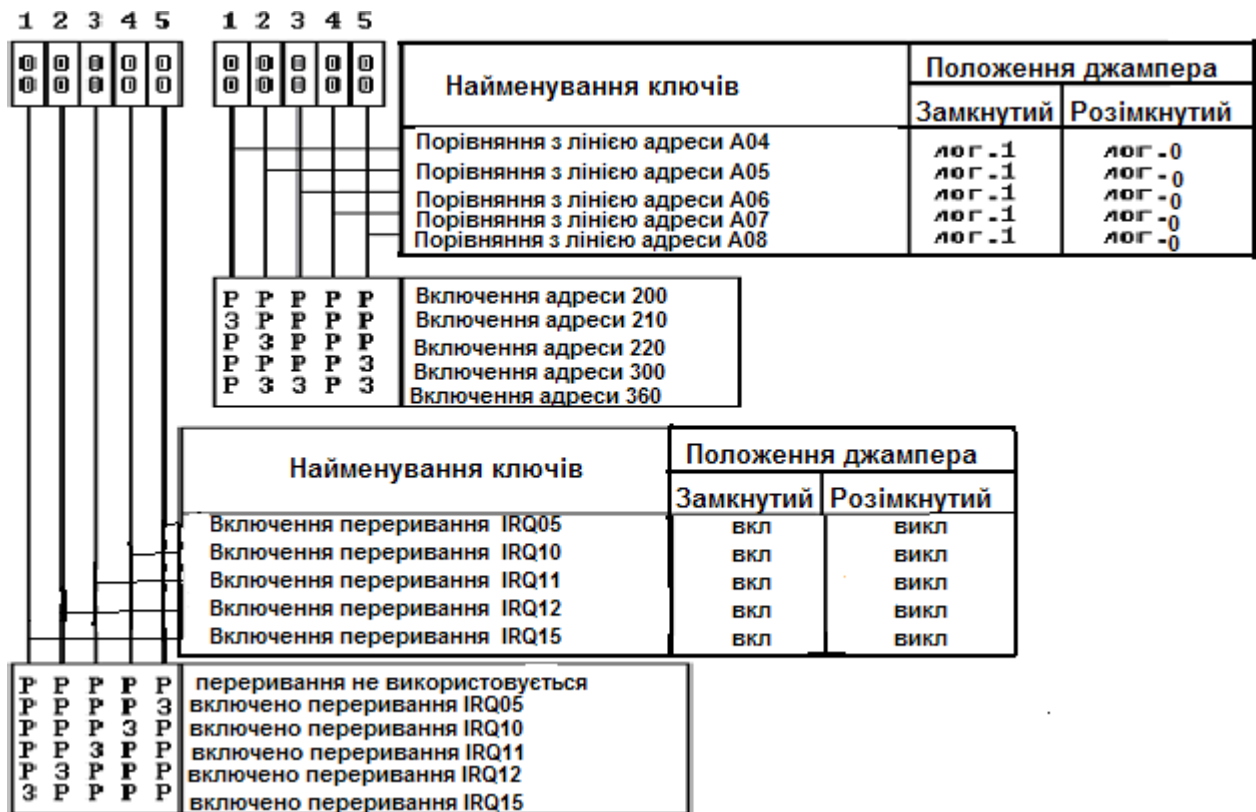 1 2 3 4 5 1 2 3 4 5
Найменування ключів
Положення джампера
Замкнутий Розімкнутий
Порівняння з лінією адреси А04 лог.1 лог-0
Порівняння з лінією адреси А05 лог.1 лог-0
Порівняння з лінією адреси А06 лог.1 лог-0
Порівняння з лінією адреси А07 лог.1 лог-0
Порівняння з лінією адреси А08 лог.1 лог-0
Р Р Р Р Р Включення адреси 200
З Р Р Р Р Включення адреси 210
Р З Р Р Р Включення адреси 220
Р Р Р Р З Включення адреси 300
Р З З Р З Включення адреси 360
Найменування ключів
Положення джампера
Замкнутий Розімкнутий
Включення переривання IRQ05 вкл викл
Включення переривання IRQ10 вкл викл
Включення переривання IRQ11 вкл викл
Включення переривання IRQ12 вкл викл
Включення переривання IRQ15 вкл викл
Р Р Р Р Р переривання не використовується
Р Р Р Р З включено переривання IRQ05
Р Р Р З Р включено переривання IRQ10
Р Р З Р Р включено переривання IRQ11
Р З Р Р Р включено переривання IRQ12
З Р Р Р Р включено переривання IRQ15